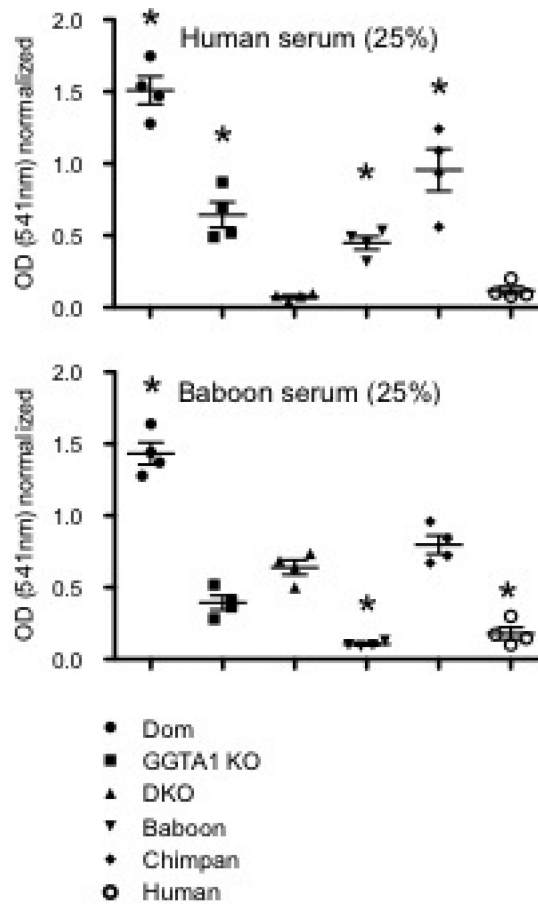 *
2.0
Human serum (25%)
*
1.5
*
*
1.0
*
0.5
0.0
OD (541nm) normalized
*
2.0
Baboon serum (25%)
1.5
1.0
*
*
0.5
0.0
OD (541nm) normalized
Dom
GGTA1 KO
DKO
Baboon
Chimpan
Human